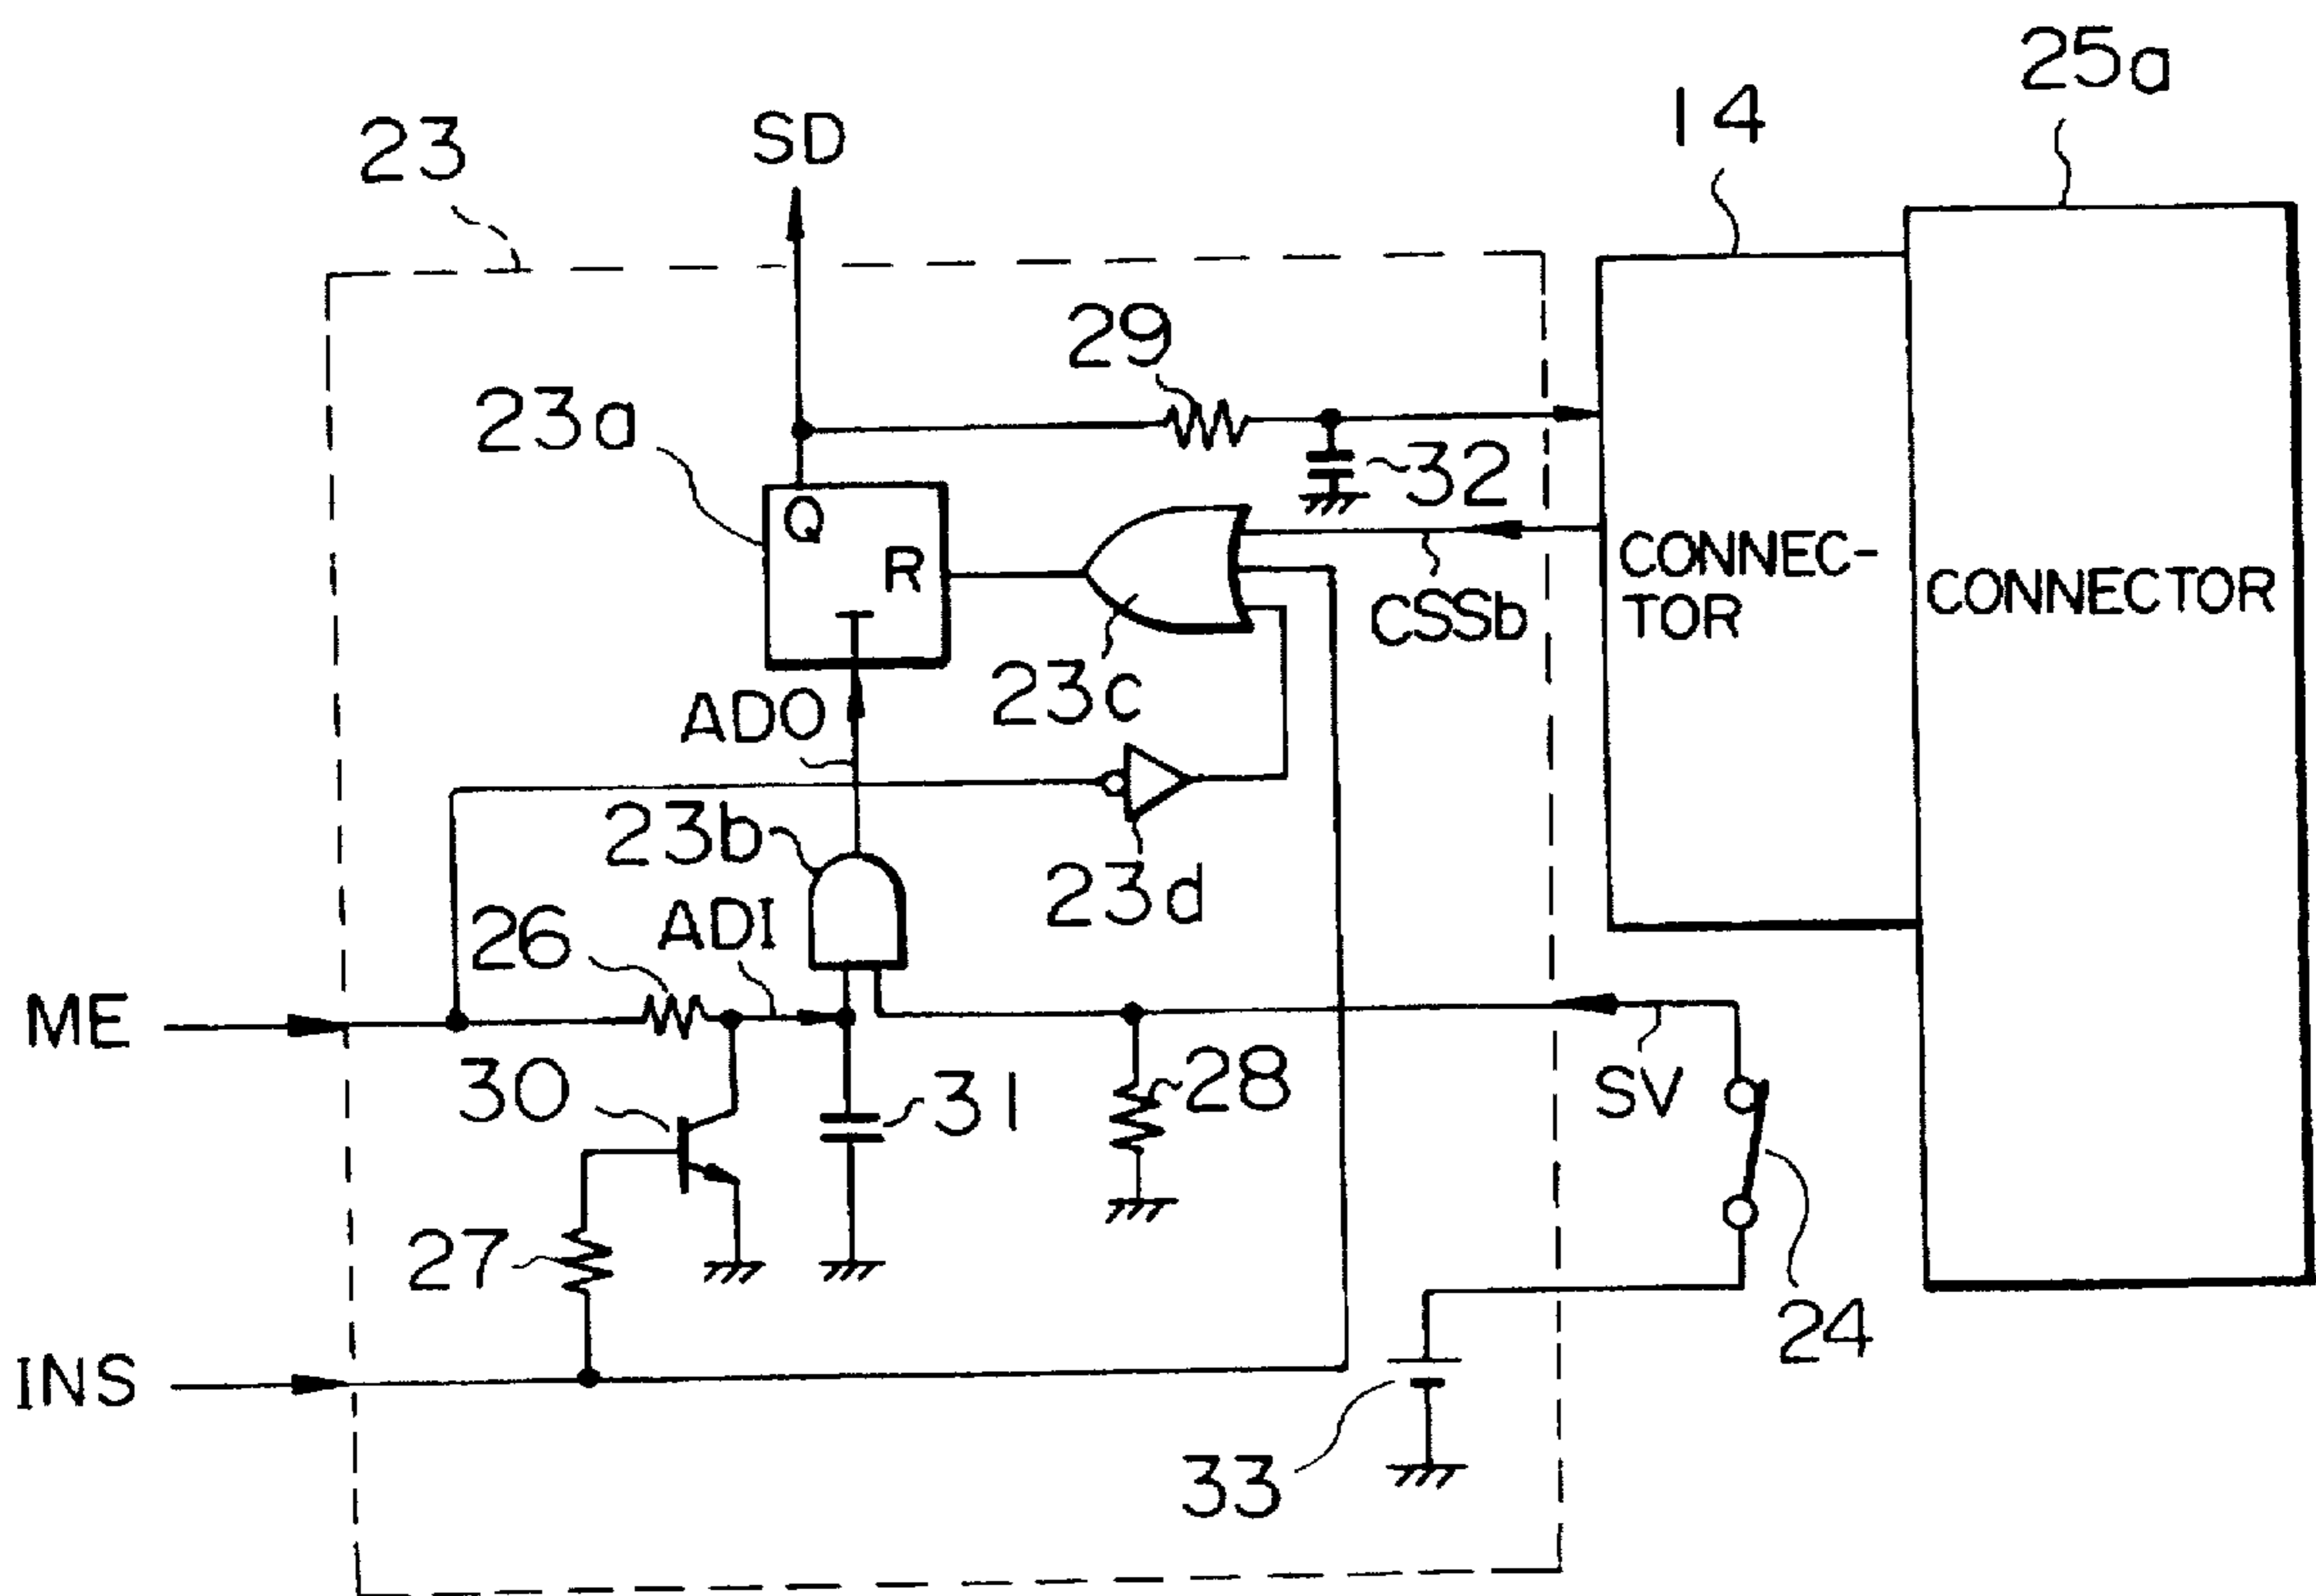 25a
14
SD
23
29
23a
32
Q
R
CONNEC-
TOR
CONNECTOR
CSSb
23c
ADO
23b
23d
26
ADI
ME
30
31
28
SV
27
24
INS
33